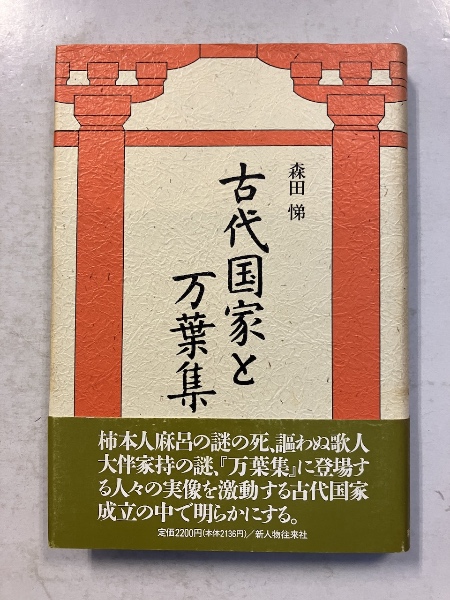 森田 悌
古代国家と
万葉集
柿本人麻呂の謎の死、謳わぬ歌人
大伴家持の謎、『万葉集』に登場す
る人々の実像を激動する古代国家
成立の中で明らかにする。
定価2200円(本体2136円)/新人物往来社